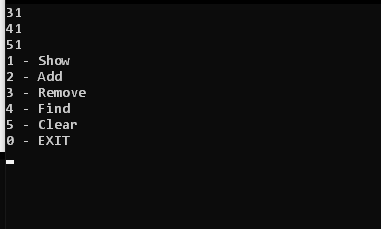 31
41
51
1 - Show
2 - Add
3 - Remove
4 - Find
5 - Clear
0 - EXIT